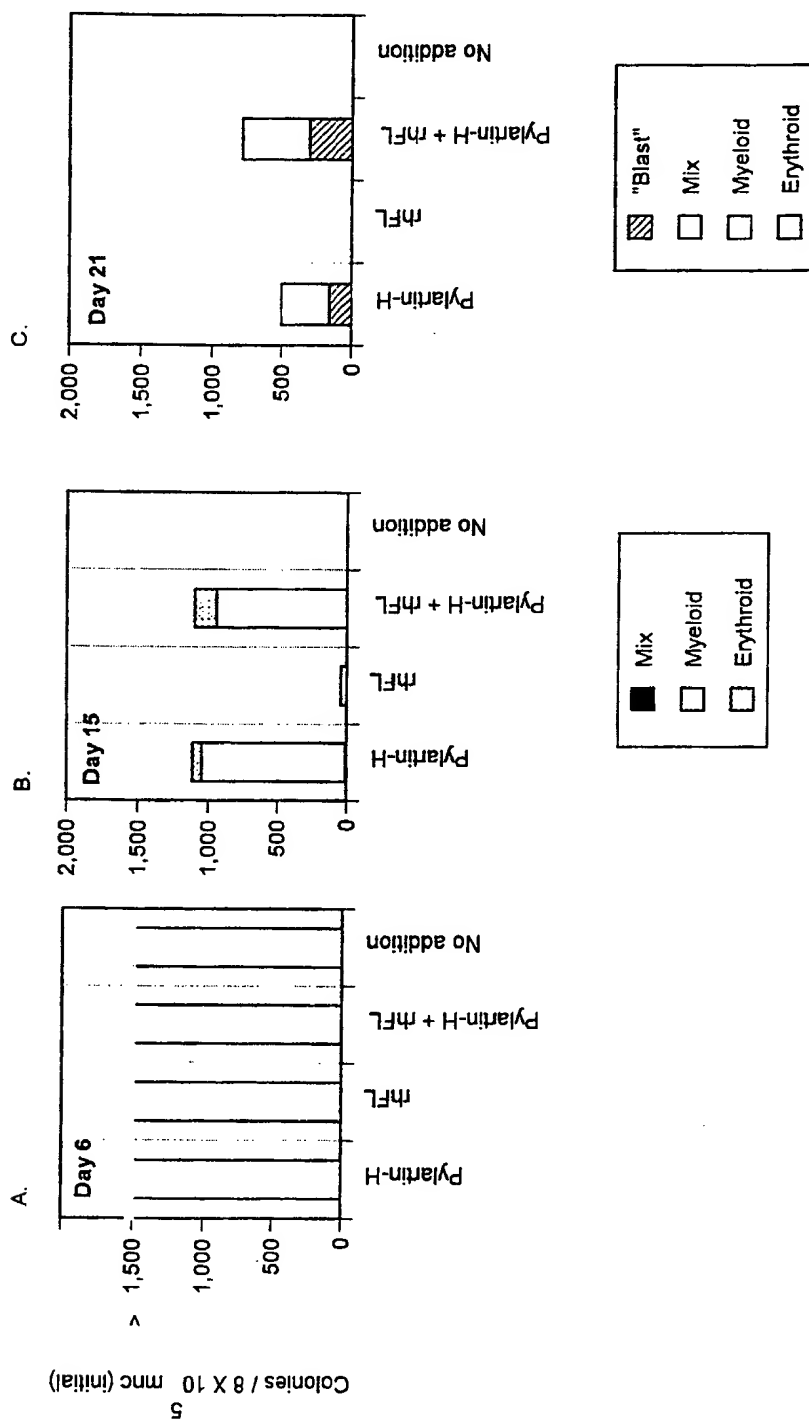 A.
Day 6
2,000
1,500
1,000
500
0
Colonies / 8 X 10 5 mnc (initial)
Pylartin-H
rhFL
Pylartin-H + rhFL
No addition
B.
Day 15
2,000
1,500
1,000
500
0
Pylartin-H
rhFL
Pylartin-H + rhFL
No addition
Mix
Myeloid
Erythroid
C.
Day 21
2,000
1,500
1,000
500
0
Pylartin-H
rhFL
Pylartin-H + rhFL
No addition
"Blast"
Mix
Myeloid
Erythroid